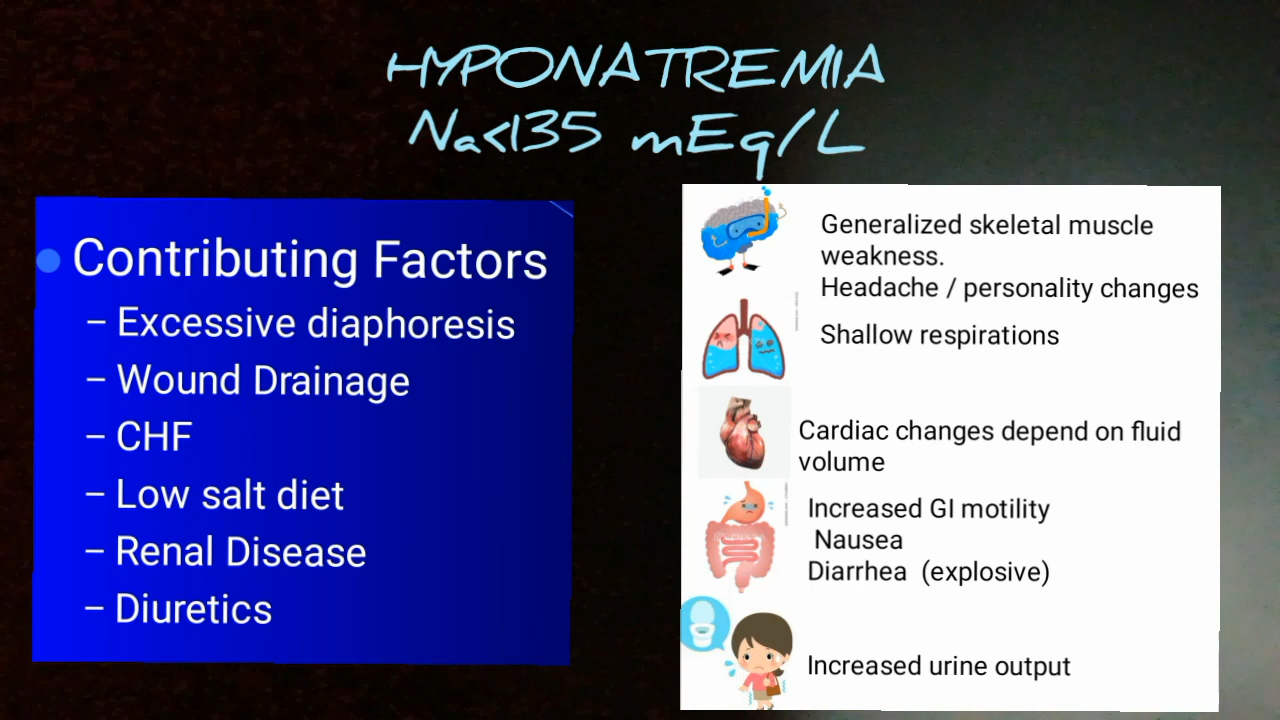 HYPONATREMIA
Na<135 mEq/L
Contributing Factors
– Excessive diaphoresis
– Wound Drainage
– CHF
– Low salt diet
– Renal Disease
– Diuretics
Generalized skeletal muscle
weakness.
Headache / personality changes
Shallow respirations
Cardiac changes depend on fluid
volume
Increased GI motility
Nausea
Diarrhea (explosive)
Increased urine output